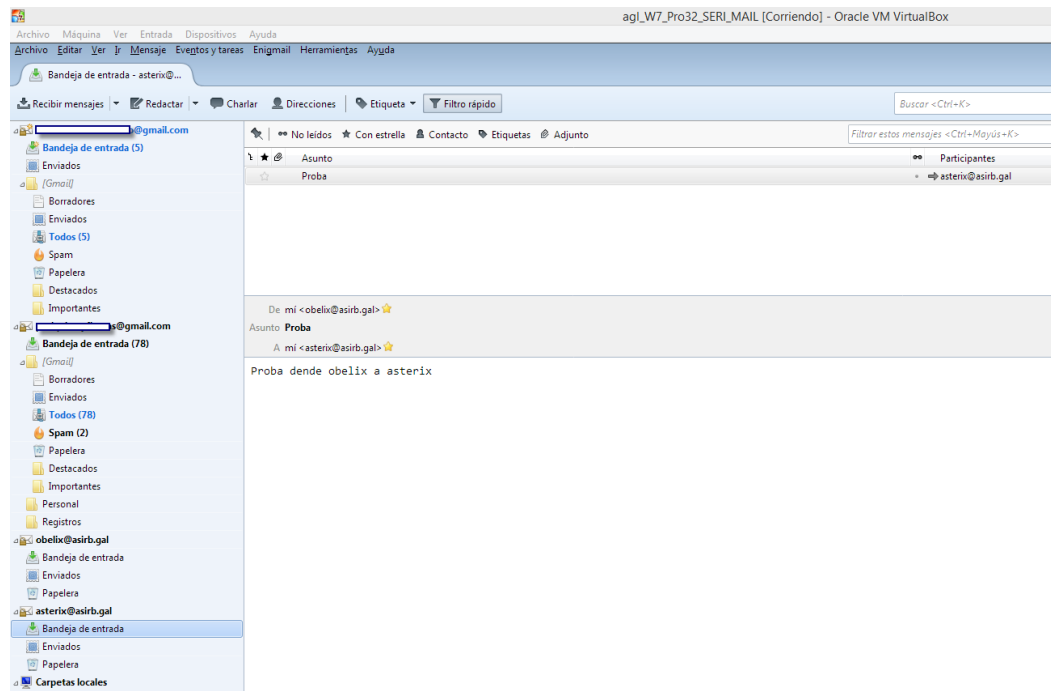 agl_W7_Pro32_SERI_MAIL [Corriendo] - Oracle VM VirtualBox
Archivo Máquina Ver Entrada Dispositivos Ayuda
Archivo Editar Ver Ir Mensaje Eventos y tareas Enigmail Herramientas Ayuda
Bandeja de entrada - asterix@...
Recibir mensajes Redactar Charlar Direcciones Etiqueta Filtro rápido Buscar <Ctrl+K>
@gmail.com
Bandeja de entrada (5)
Enviados
[Gmail]
Borradores
Enviados
Todos (5)
Spam
Papelera
Destacados
Importantes
s@gmail.com
Bandeja de entrada (78)
[Gmail]
Borradores
Enviados
Todos (78)
Spam (2)
Papelera
Destacados
Importantes
Personal
Registros
obelix@asirb.gal
Bandeja de entrada
Enviados
Papelera
asterix@asirb.gal
Bandeja de entrada
Enviados
Papelera
Carpetas locales
No leídos Con estrella Contacto Etiquetas Adjunto Filtrar estos mensajes <Ctrl+Mayús+K>
Asunto Participantes
Proba asterix@asirb.gal
De mí <obelix@asirb.gal>
Asunto Proba
A mí <asterix@asirb.gal>
Proba dende obelix a asterix